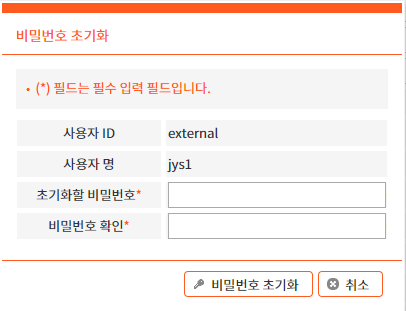 비밀번호 초기화
• (*) 필드는 필수 입력 필드입니다.
사용자 ID external
사용자 명 jys1
초기화할 비밀번호*
비밀번호 확인*
비밀번호 초기화 취소